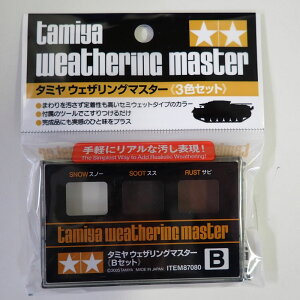 tamiya
weathering master
タミヤ ウェザリングマスター〈3色セット〉
●まわりを汚さず定着性も高いセミウェットタイプのカラー
●付属のツールでこすりつけるだけ
●完成品にも実感のひと味をプラス
手軽にリアルな汚し表現！
The Simplest Way to Add Realistic Weathering!
SNOW スノー SOOT スス RUST サビ
tamiya weathering master
タミヤ ウェザリングマスター
〈Bセット〉
B
©2005TAMIYA MADE IN JAPAN ITEM87080